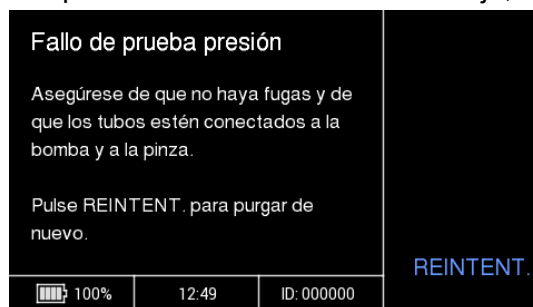 Fallo de prueba presión
Asegúrese de que no haya fugas y de
que los tubos estén conectados a la
bomba y a la pinza.
Pulse REINTENT. para purgar de
nuevo.
REINTENT.
100%
12:49
ID: 000000